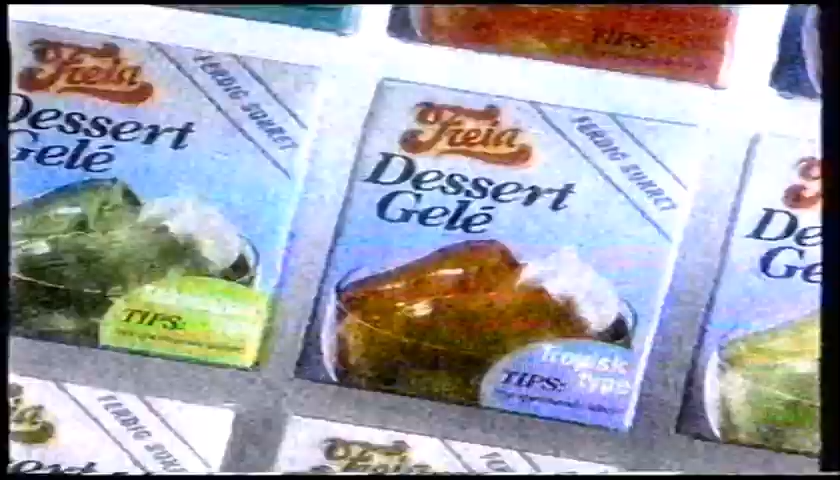 TIPS:
Freia
FERDIG SUKRET
Dessert
Gelé
TIPS:
Freia
FERDIG SUKRET
Dessert
Gelé
Tropisk
type
TIPS:
De
Ge
FERDIG SUKRET
Freia